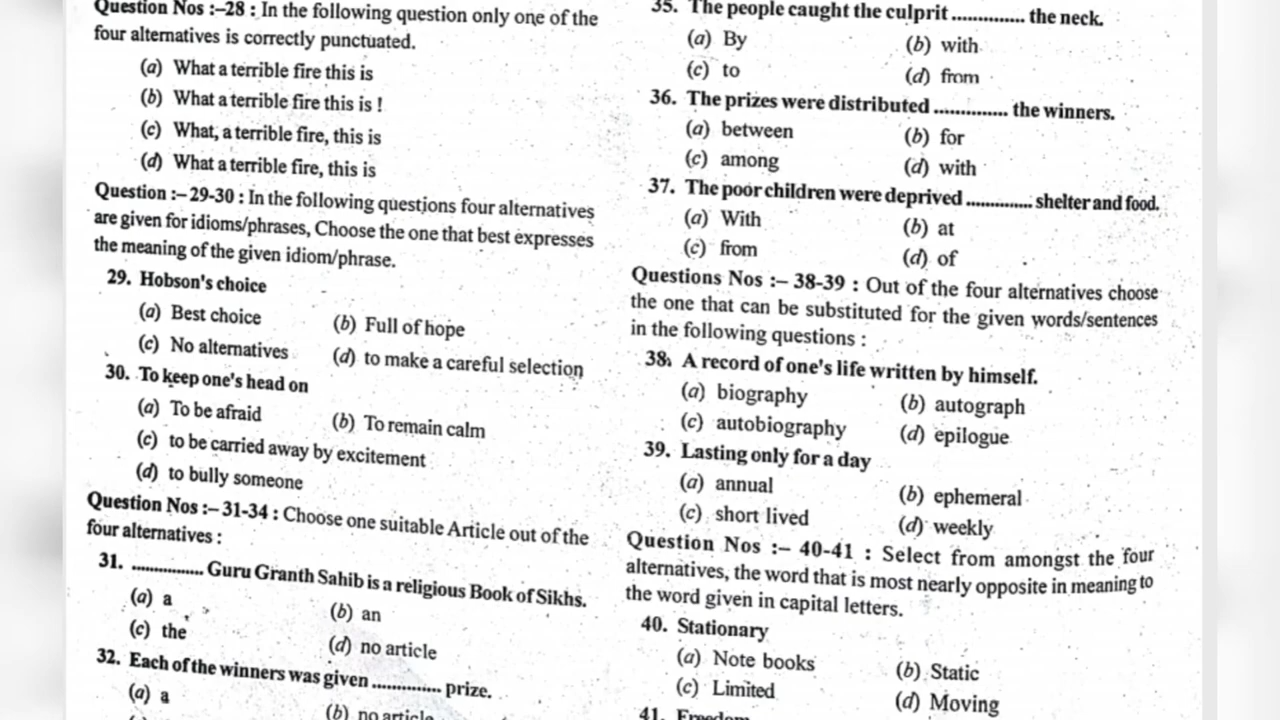 Question Nos :–28 : In the following question only one of the
four alternatives is correctly punctuated.
(a) What a terrible fire this is
(b) What a terrible fire this is !
(c) What, a terrible fire, this is
(d) What a terrible fire, this is
Question :– 29-30 : In the following questions four alternatives
are given for idioms/phrases, Choose the one that best expresses
the meaning of the given idiom/phrase.
29. Hobson's choice
(a) Best choice (b) Full of hope
(c) No alternatives (d) to make a careful selection
30. To keep one's head on
(a) To be afraid (b) To remain calm
(c) to be carried away by excitement
(d) to bully someone
Question Nos :– 31-34 : Choose one suitable Article out of the
four alternatives :
31. ............... Guru Granth Sahib is a religious Book of Sikhs.
(a) a (b) an
(c) the (d) no article
32. Each of the winners was given .............. prize.
(a) a (b) no article
35. The people caught the culprit .............. the neck.
(a) By (b) with
(c) to (d) from
36. The prizes were distributed .............. the winners.
(a) between (b) for
(c) among (d) with
37. The poor children were deprived ............. shelter and food.
(a) With (b) at
(c) from (d) of
Questions Nos :– 38-39 : Out of the four alternatives choose
the one that can be substituted for the given words/sentences
in the following questions :
38. A record of one's life written by himself.
(a) biography (b) autograph
(c) autobiography (d) epilogue
39. Lasting only for a day
(a) annual (b) ephemeral
(c) short lived (d) weekly
Question Nos :– 40-41 : Select from amongst the four
alternatives, the word that is most nearly opposite in meaning to
the word given in capital letters.
40. Stationary
(a) Note books (b) Static
(c) Limited (d) Moving
41. Freedom